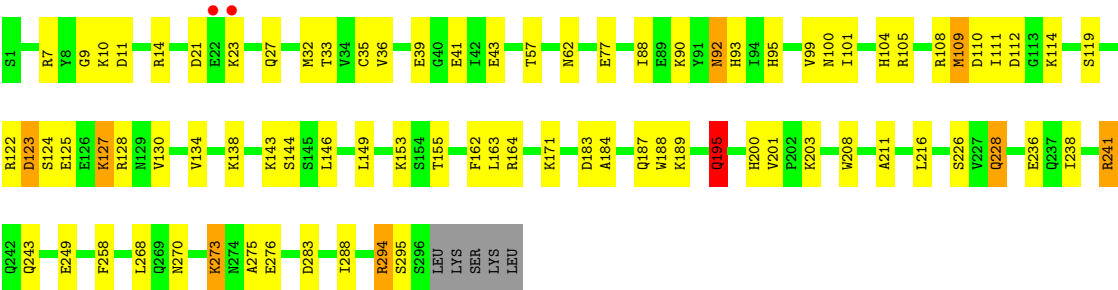 S1 R7 Y8 G9 K10 D11 R14 D21 E22 K23 Q27 M32 T33 V34 C35 V36 E39 G40 E41 I42 E43 T57 N62 E77 I88 E89 K90 Y91 N92 H93 I94 H95 V99 N100 I101 H104 R105 R108 M109 D110 I111 D112 G113 K114 S119
R122 D123 S124 E125 E126 K127 R128 N129 V130 V134 K138 K143 S144 S145 L146 L149 K153 S154 T155 F162 L163 R164 K171 D183 A184 Q187 W188 K189 Q195 H200 V201 P202 K203 W208 A211 L216 S226 V227 Q228 E236 Q237 I238 R241
Q242 Q243 E249 F258 L268 Q269 N270 K273 N274 A275 E276 D283 I288 R294 S295 S296 LEU LYS SER LYS LEU